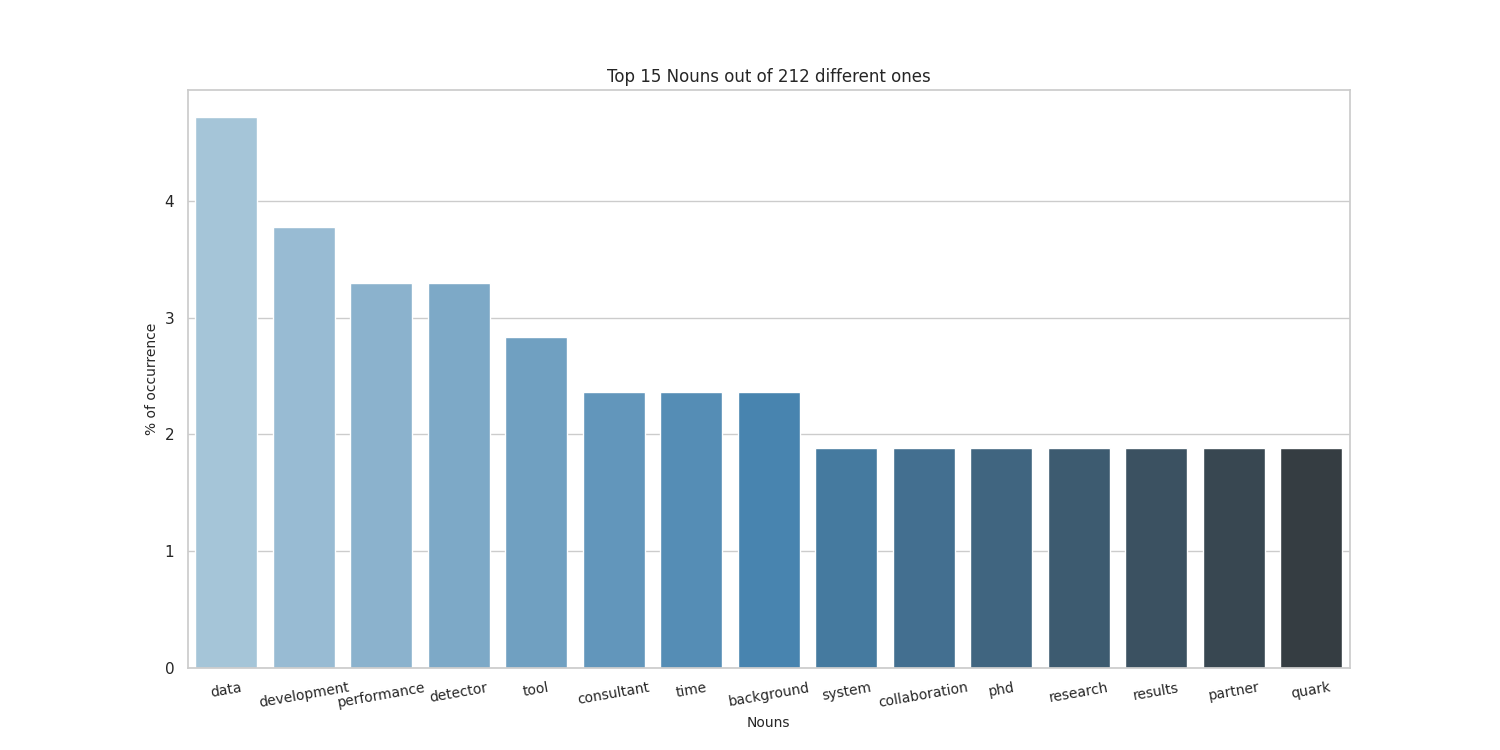 Top 15 Nouns out of 212 different ones
% of occurrence
4
3
2
1
0
data development performance detector tool consultant time background system collaboration phd research results partner quark
Nouns